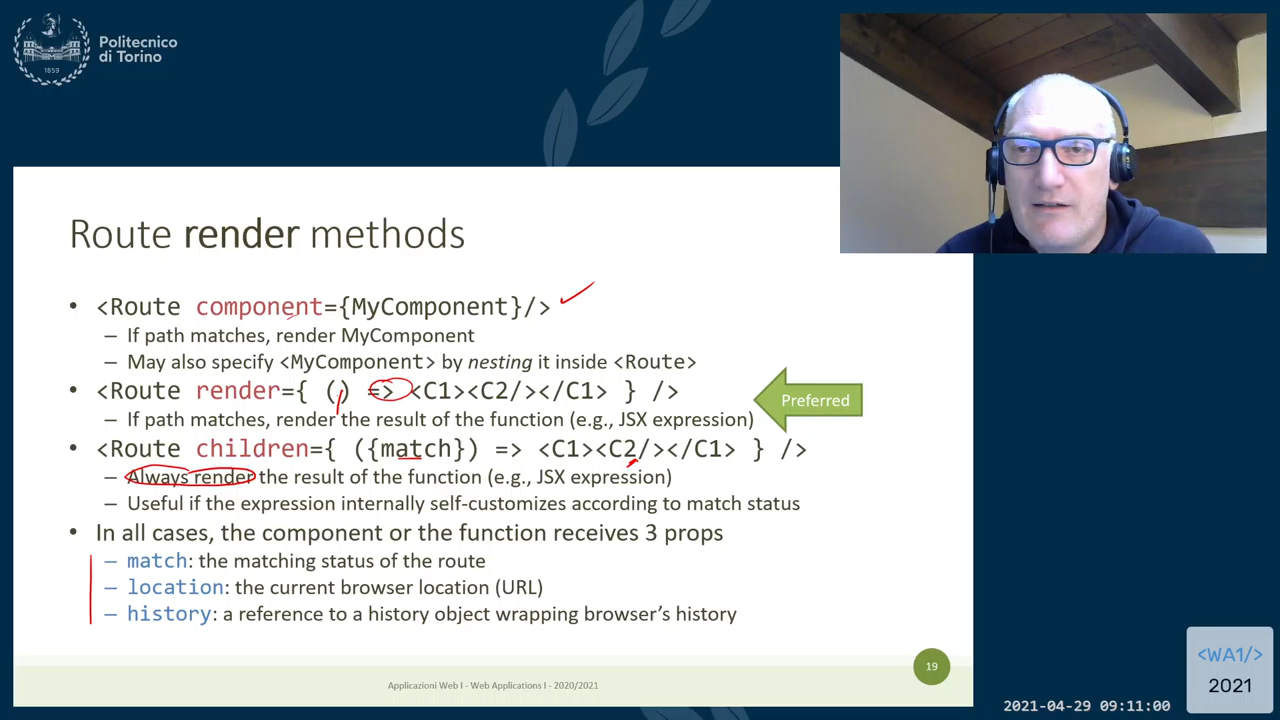 Politecnico
di Torino
1859
Route render methods
• <Route component={MyComponent}/>
– If path matches, render MyComponent
– May also specify <MyComponent> by nesting it inside <Route>
• <Route render={ () => <C1><C2/></C1> } />
– If path matches, render the result of the function (e.g., JSX expression)
Preferred
• <Route children={ ({match}) => <C1><C2/></C1> } />
– Always render the result of the function (e.g., JSX expression)
– Useful if the expression internally self-customizes according to match status
• In all cases, the component or the function receives 3 props
– match: the matching status of the route
– location: the current browser location (URL)
– history: a reference to a history object wrapping browser’s history
19
Applicazioni Web I - Web Applications I - 2020/2021
<WA1/>
2021
2021-04-29 09:11:00